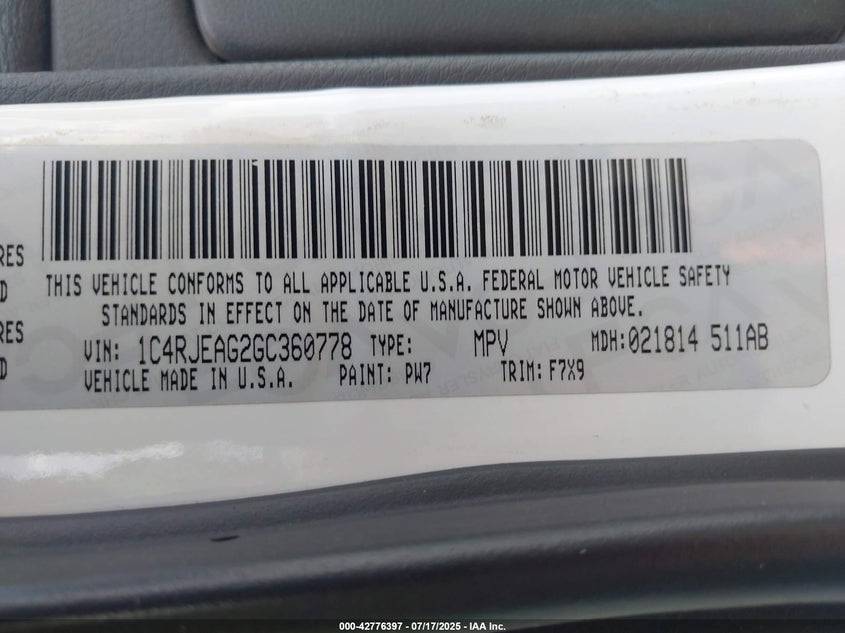 RES
D
RES
D
THIS VEHICLE CONFORMS TO ALL APPLICABLE U.S.A. FEDERAL MOTOR VEHICLE SAFETY
STANDARDS IN EFFECT ON THE DATE OF MANUFACTURE SHOWN ABOVE.
VIN: 1C4RJEAG2GC360778 TYPE: MPV MDH:021814 511AB
VEHICLE MADE IN U.S.A. PAINT: PW7 TRIM: F7X9
000-42776397 - 07/17/2025 - IAA Inc.